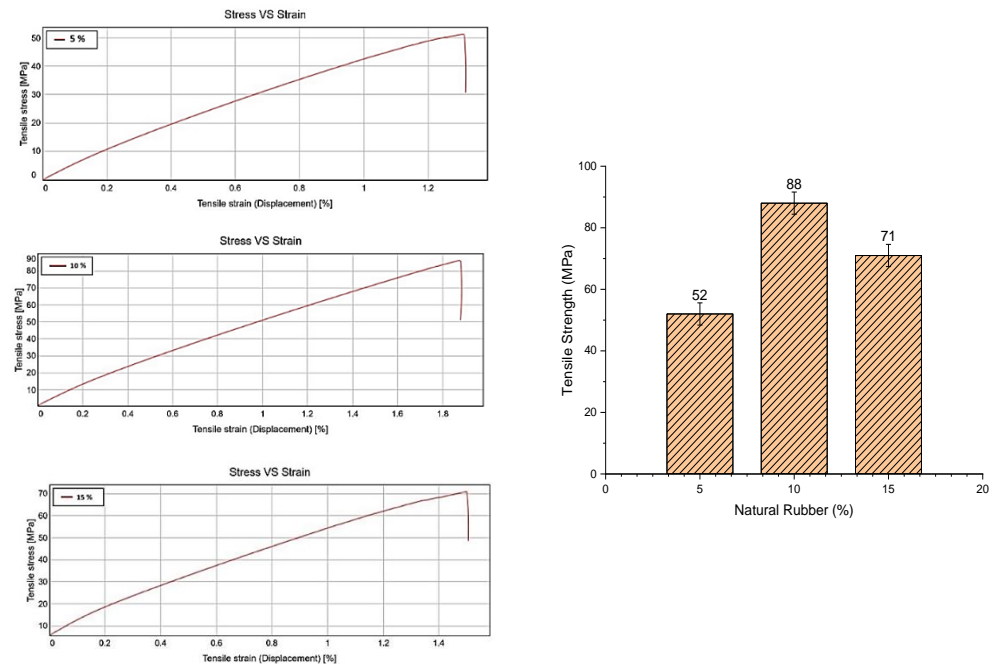 Stress VS Strain
5 %
Tensile stress [MPa]
50
40
30
20
10
0
0 0.2 0.4 0.6 0.8 1 1.2
Tensile strain (Displacement) [%]
Stress VS Strain
10 %
Tensile stress [MPa]
90
80
70
60
50
40
30
20
10
0 0.2 0.4 0.6 0.8 1 1.2 1.4 1.6 1.8
Tensile strain (Displacement) [%]
Stress VS Strain
15 %
Tensile stress [MPa]
70
60
50
40
30
20
10
0 0.2 0.4 0.6 0.8 1 1.2 1.4
Tensile strain (Displacement) [%]
Tensile Strength (MPa)
100
80
60
40
20
0
52
88
71
0 5 10 15 20
Natural Rubber (%)